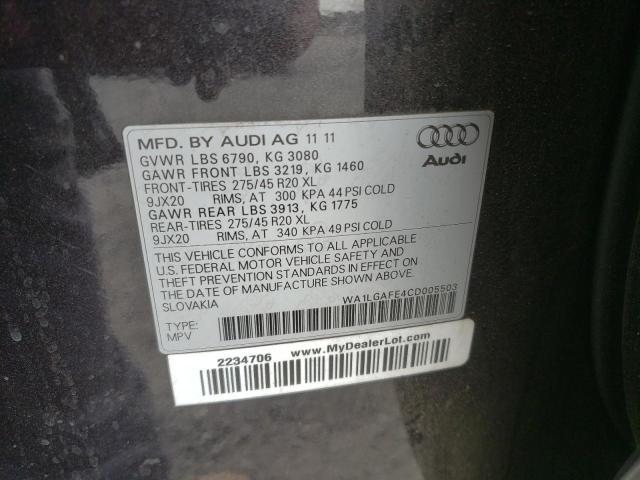 MFD. BY AUDI AG 11 11
GVWR LBS 6790, KG 3080
GAWR FRONT LBS 3219, KG 1460
FRONT-TIRES 275/45 R20 XL
9JX20 RIMS, AT 300 KPA 44 PSI COLD
GAWR REAR LBS 3913, KG 1775
REAR-TIRES 275/45 R20 XL
9JX20 RIMS, AT 340 KPA 49 PSI COLD
THIS VEHICLE CONFORMS TO ALL APPLICABLE
U.S. FEDERAL MOTOR VEHICLE SAFETY AND
THEFT PREVENTION STANDARDS IN EFFECT ON
DATE OF MANUFACTURE SHOWN ABOVE.
SLOVAKIA
Audi
WA1LGAFE4CD005503
TYPE:
MPV
2234706 www.MyDealerLot.com